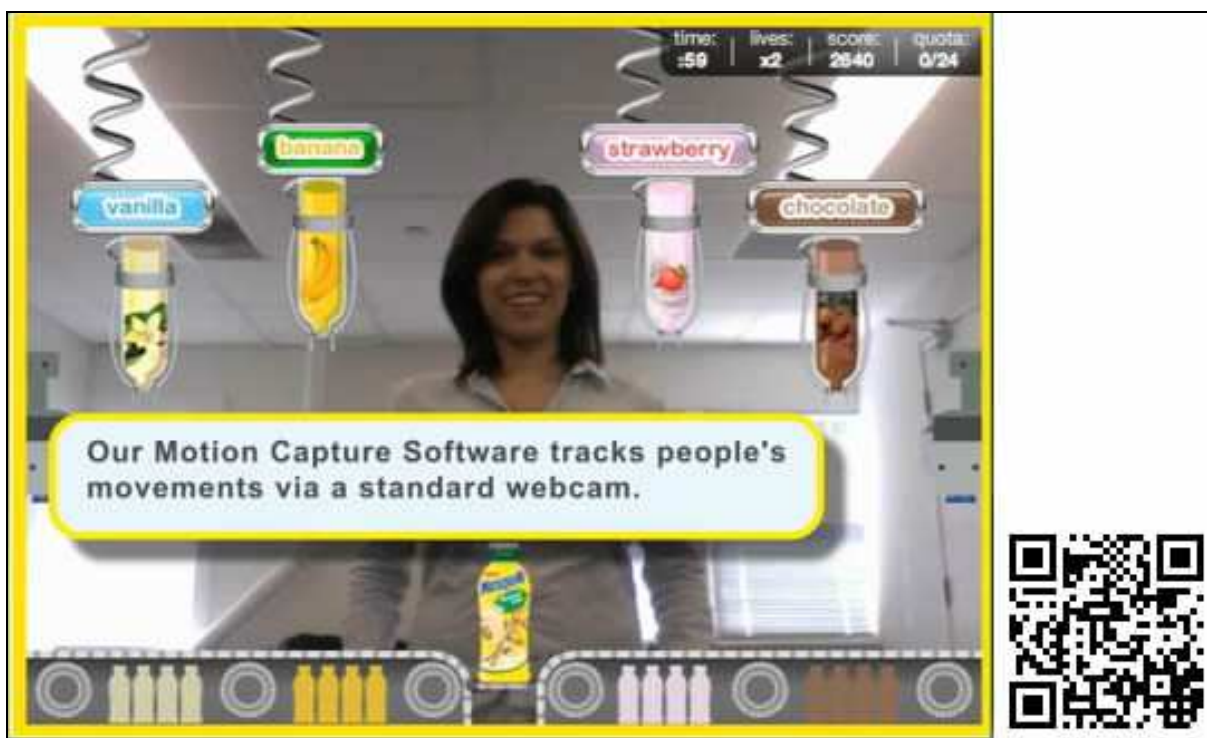 time: lives: score: quota:
:59 x2 2640 0/24
banana
strawberry
vanilla
chocolate
Our Motion Capture Software tracks people's
movements via a standard webcam.
Nesquik